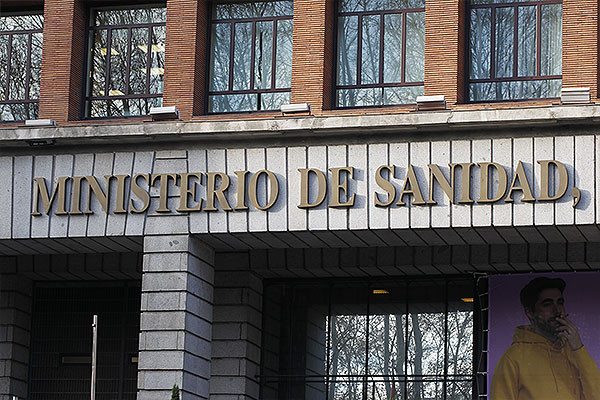 MINISTERIO DE SANIDAD,